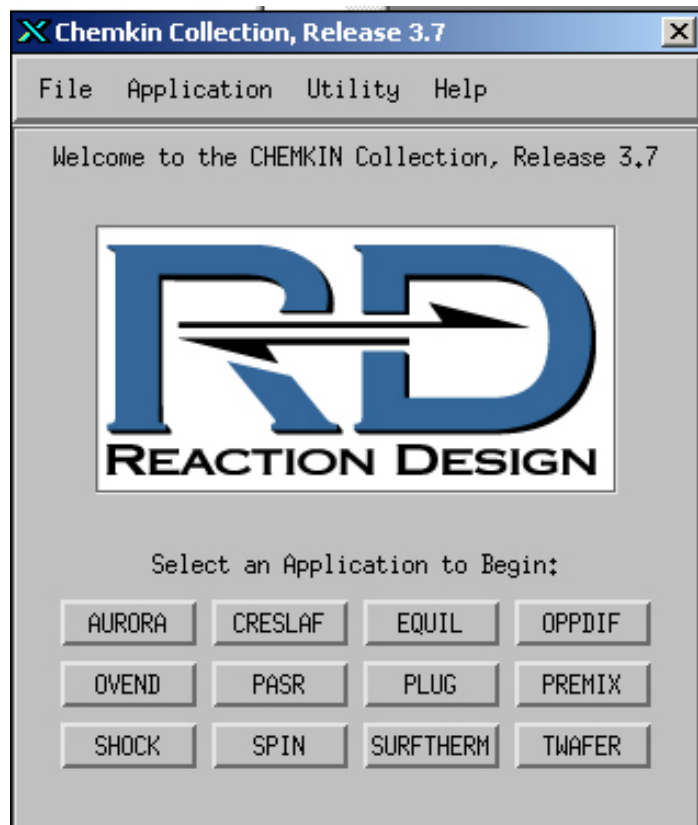 Chemkin Collection, Release 3.7
File Application Utility Help
Welcome to the CHEMKIN Collection, Release 3.7
RD
REACTION DESIGN
Select an Application to Begin:
AURORA CRESLAF EQUIL OPPDIF
OVEND PASR PLUG PREMIX
SHOCK SPIN SURFTHERM TWAFER